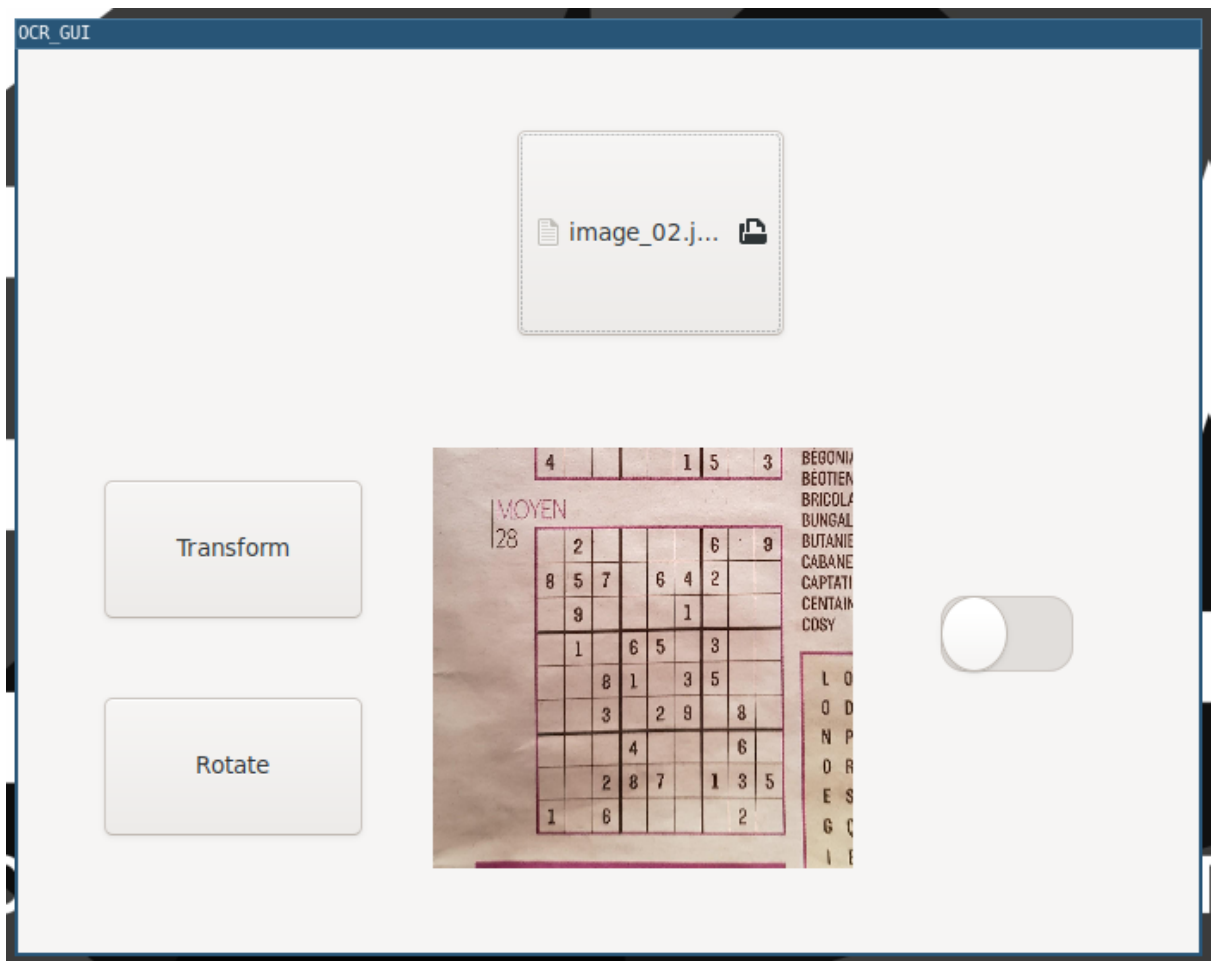 OCR_GUI
image_02.j...
Transform
Rotate
4 1 5 3
MOYEN
28
2 6 9
8 5 7 6 4 2
9 1
1 6 5 3
8 1 3 5
3 2 9 8
4 6
2 8 7 1 3 5
1 6 2
BÉGONI
BÉOTIEN
BRICOLA
BUNGAL
BUTANIE
CABANE
CAPTATI
CENTAIN
COSY
L O
O D
N P
O R
E S
G
I E